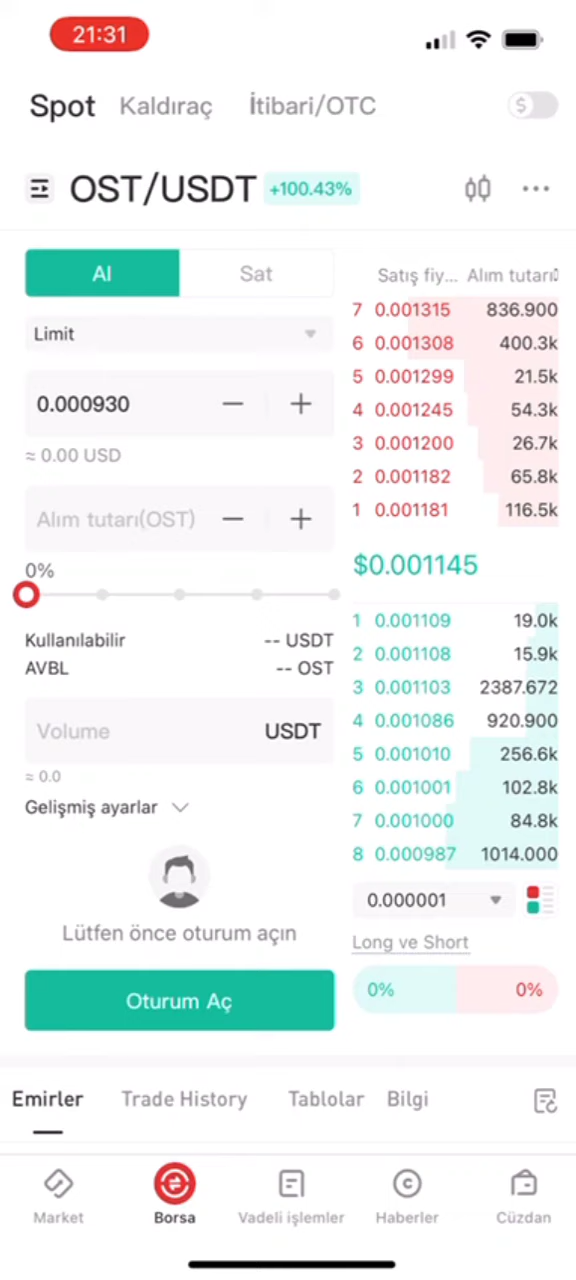 21:31
Spot Kaldıraç İtibari/OTC
$
OST/USDT +100.43%
Al Sat
Limit
0.000930
≈ 0.00 USD
Alım tutarı(OST)
0%
Kullanılabilir -- USDT
AVBL -- OST
Volume USDT
≈ 0.0
Gelişmiş ayarlar
Lütfen önce oturum açın
Oturum Aç
Satış fiy... Alım tutarı
7 0.001315 836.900
6 0.001308 400.3k
5 0.001299 21.5k
4 0.001245 54.3k
3 0.001200 26.7k
2 0.001182 65.8k
1 0.001181 116.5k
$0.001145
1 0.001109 19.0k
2 0.001108 15.9k
3 0.001103 2387.672
4 0.001086 920.900
5 0.001010 256.6k
6 0.001001 102.8k
7 0.001000 84.8k
8 0.000987 1014.000
0.000001
Long ve Short
0% 0%
Emirler Trade History Tablolar Bilgi
Market Borsa Vadeli işlemler Haberler Cüzdan